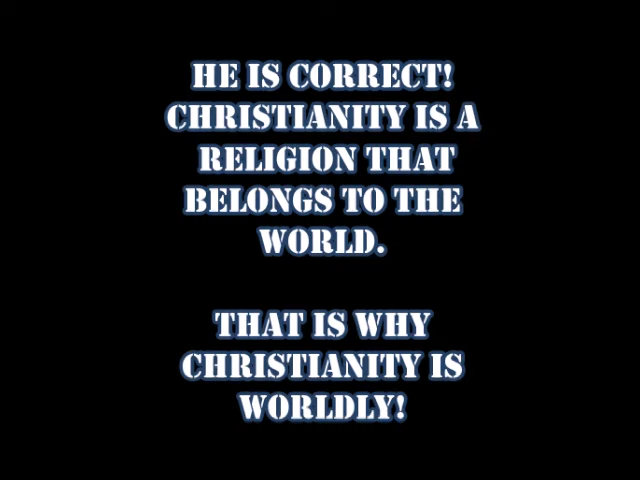 HE IS CORRECT!
CHRISTIANITY IS A
RELIGION THAT
BELONGS TO THE
WORLD.
THAT IS WHY
CHRISTIANITY IS
WORLDLY!